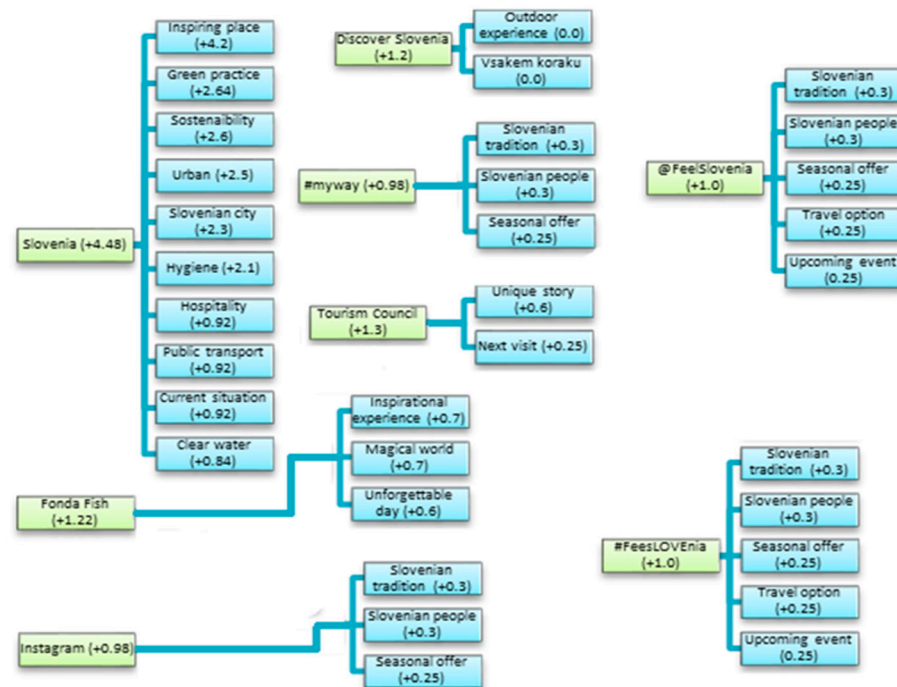 Slovenia (+4.48)
Inspiring place
(+4.2)
Green practice
(+2.64)
Sostenaibility
(+2.6)
Urban (+2.5)
Slovenian city
(+2.3)
Hygiene (+2.1)
Hospitality
(+0.92)
Public transport
(+0.92)
Current situation
(+0.92)
Clear water
(+0.84)
Discover Slovenia
(+1.2)
Outdoor
experience (0.0)
Vsakem koraku
(0.0)
#myway (+0.98)
Slovenian
tradition (+0.3)
Slovenian people
(+0.3)
Seasonal offer
(+0.25)
Tourism Council
(+1.3)
Unique story
(+0.6)
Next visit (+0.25)
@FeelSlovenia
(+1.0)
Slovenian
tradition (+0.3)
Slovenian people
(+0.3)
Seasonal offer
(+0.25)
Travel option
(+0.25)
Upcoming event
(0.25)
Fonda Fish
(+1.22)
Inspirational
experience (+0.7)
Magical world
(+0.7)
Unforgettable
day (+0.6)
Instagram (+0.98)
Slovenian
tradition (+0.3)
Slovenian people
(+0.3)
Seasonal offer
(+0.25)
#FeesLOVEnia
(+1.0)
Slovenian
tradition (+0.3)
Slovenian people
(+0.3)
Seasonal offer
(+0.25)
Travel option
(+0.25)
Upcoming event
(0.25)